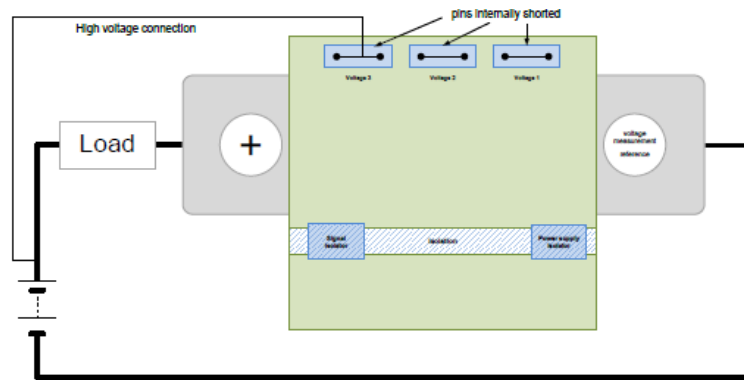 pins internally shorted
High voltage connection
Voltage 3
Voltage 2
Voltage 1
Load
+
voltage
measurement
reference
Signal
isolator
Isolation
Power supply
isolator